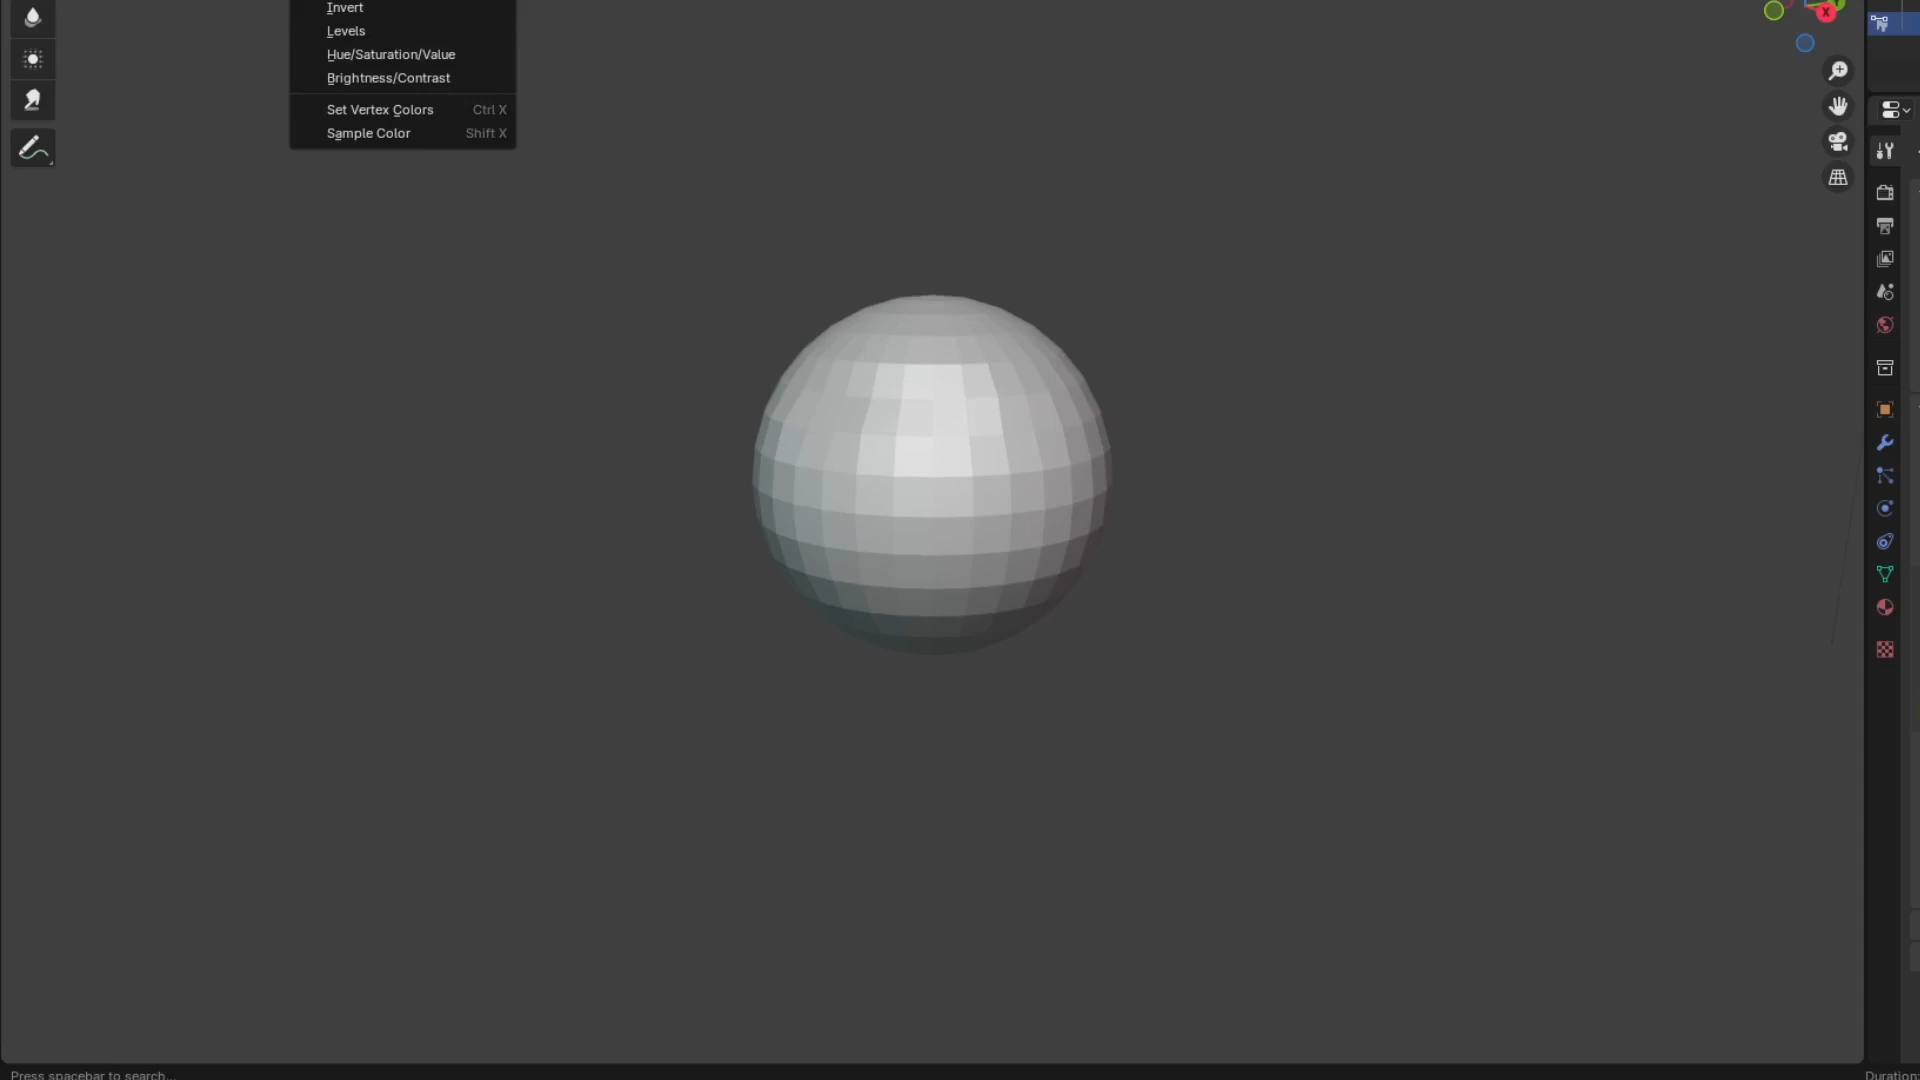 Invert
Levels
Hue/Saturation/Value
Brightness/Contrast
Set Vertex Colors Ctrl X
Sample Color Shift X
X
Press spacebar to search...
Duration: